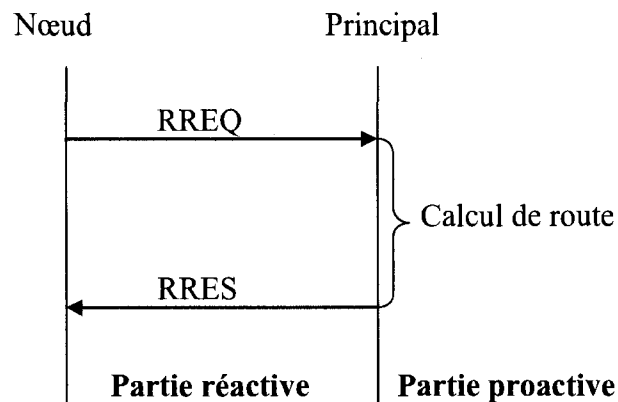 Nœud
Principal
RREQ
Calcul de route
RRES
Partie réactive
Partie proactive